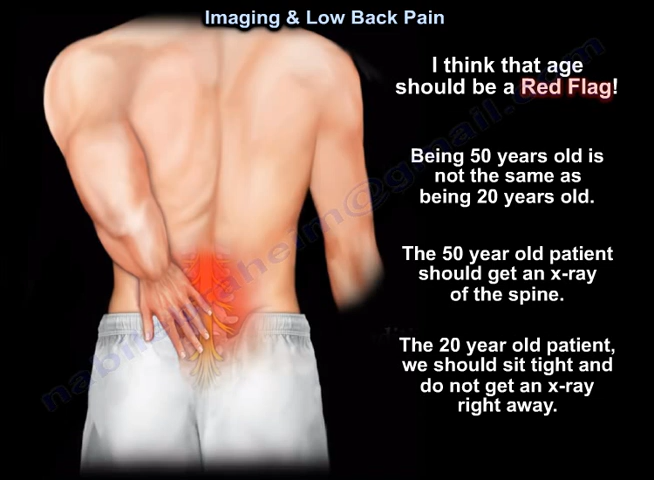 Imaging & Low Back Pain
I think that age
should be a Red Flag!
Being 50 years old is
not the same as
being 20 years old.
The 50 year old patient
should get an x-ray
of the spine.
The 20 year old patient,
we should sit tight and
do not get an x-ray
right away.